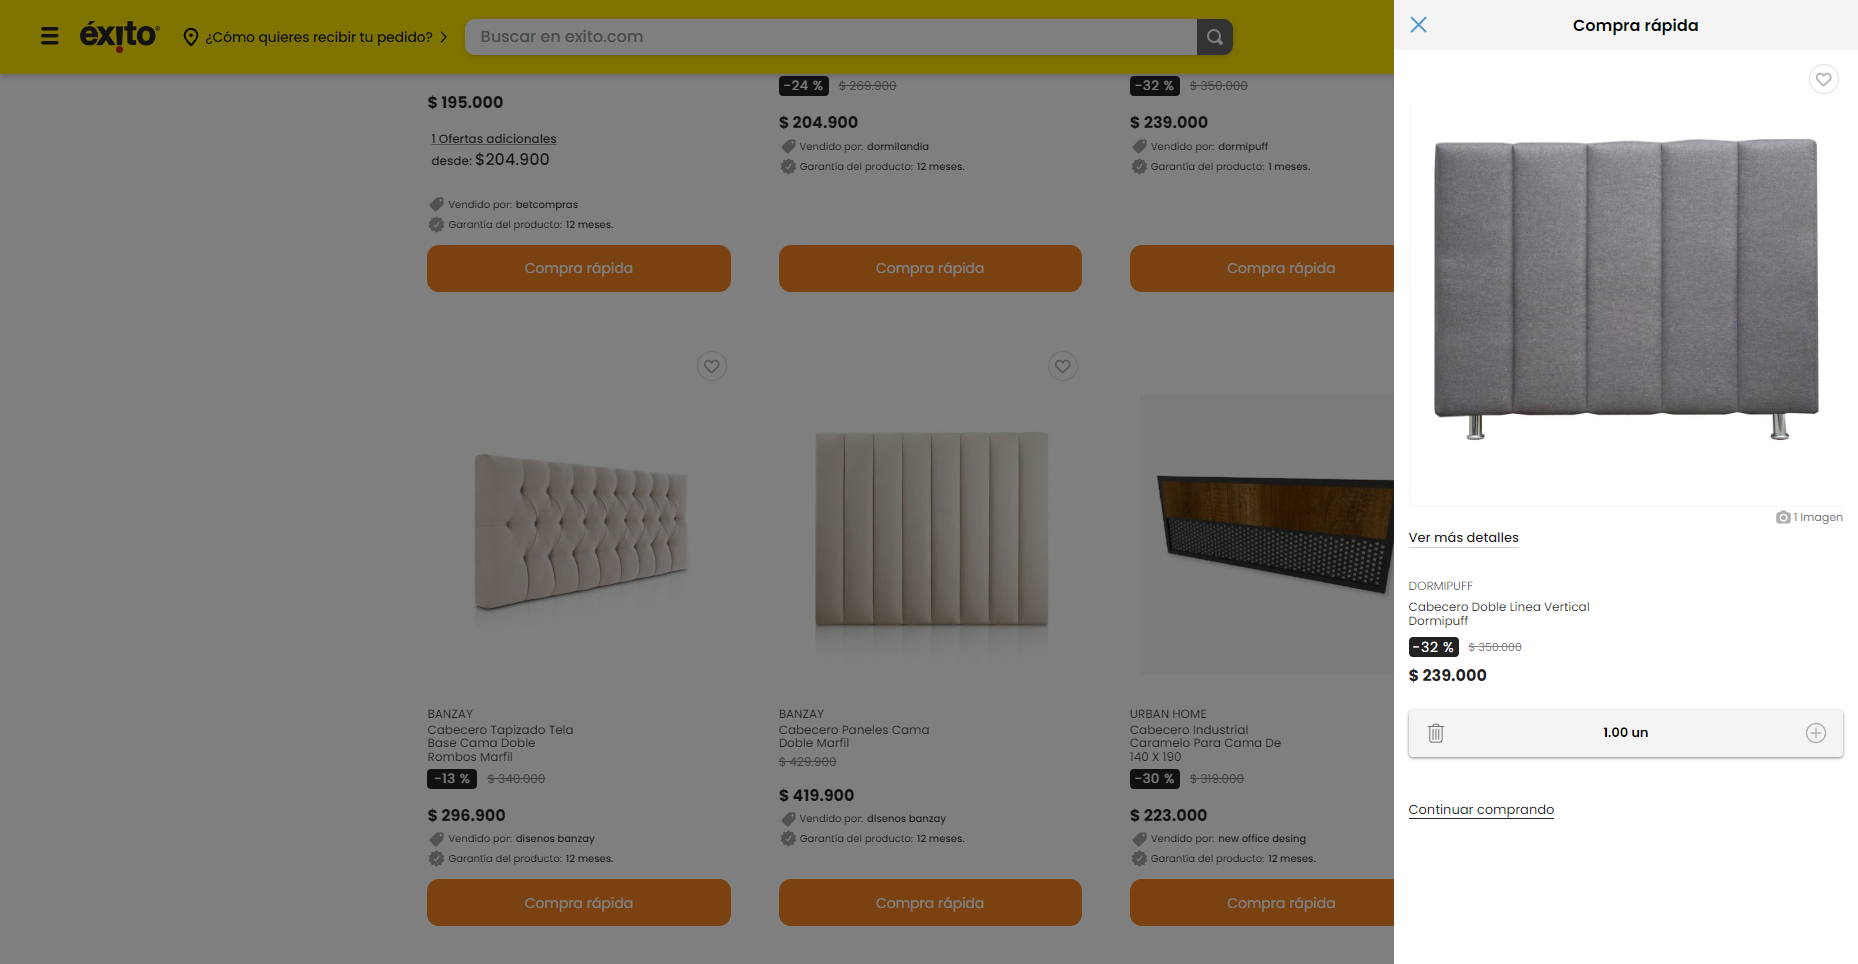 éxito
¿Cómo quieres recibir tu pedido?
Buscar en exito.com
$ 195.000
1 Ofertas adicionales
desde: $204.900
Vendido por: betcompras
Garantía del producto: 12 meses.
Compra rápida
-24 % $ 269.900
$ 204.900
Vendido por: dormilandia
Garantía del producto: 12 meses.
Compra rápida
-32 % $ 350.000
$ 239.000
Vendido por: dormipuff
Garantía del producto: 1 meses.
Compra rápida
BANZAY
Cabecero Tapizado Tela
Base Cama Doble
Rombos Marfil
-13 % $ 340.000
$ 296.900
Vendido por: disenos banzay
Garantía del producto: 12 meses.
Compra rápida
BANZAY
Cabecero Paneles Cama
Doble Marfil
$ 429.900
$ 419.900
Vendido por: disenos banzay
Garantía del producto: 12 meses.
Compra rápida
URBAN HOME
Cabecero Industrial
Caramelo Para Cama De
140 X 190
-30 % $ 319.000
$ 223.000
Vendido por: new office desing
Garantía del producto: 12 meses.
Compra rápida
Compra rápida
1 Imagen
Ver más detalles
DORMIPUFF
Cabecero Doble Linea Vertical
Dormipuff
-32 % $ 350.000
$ 239.000
1.00 un
Continuar comprando